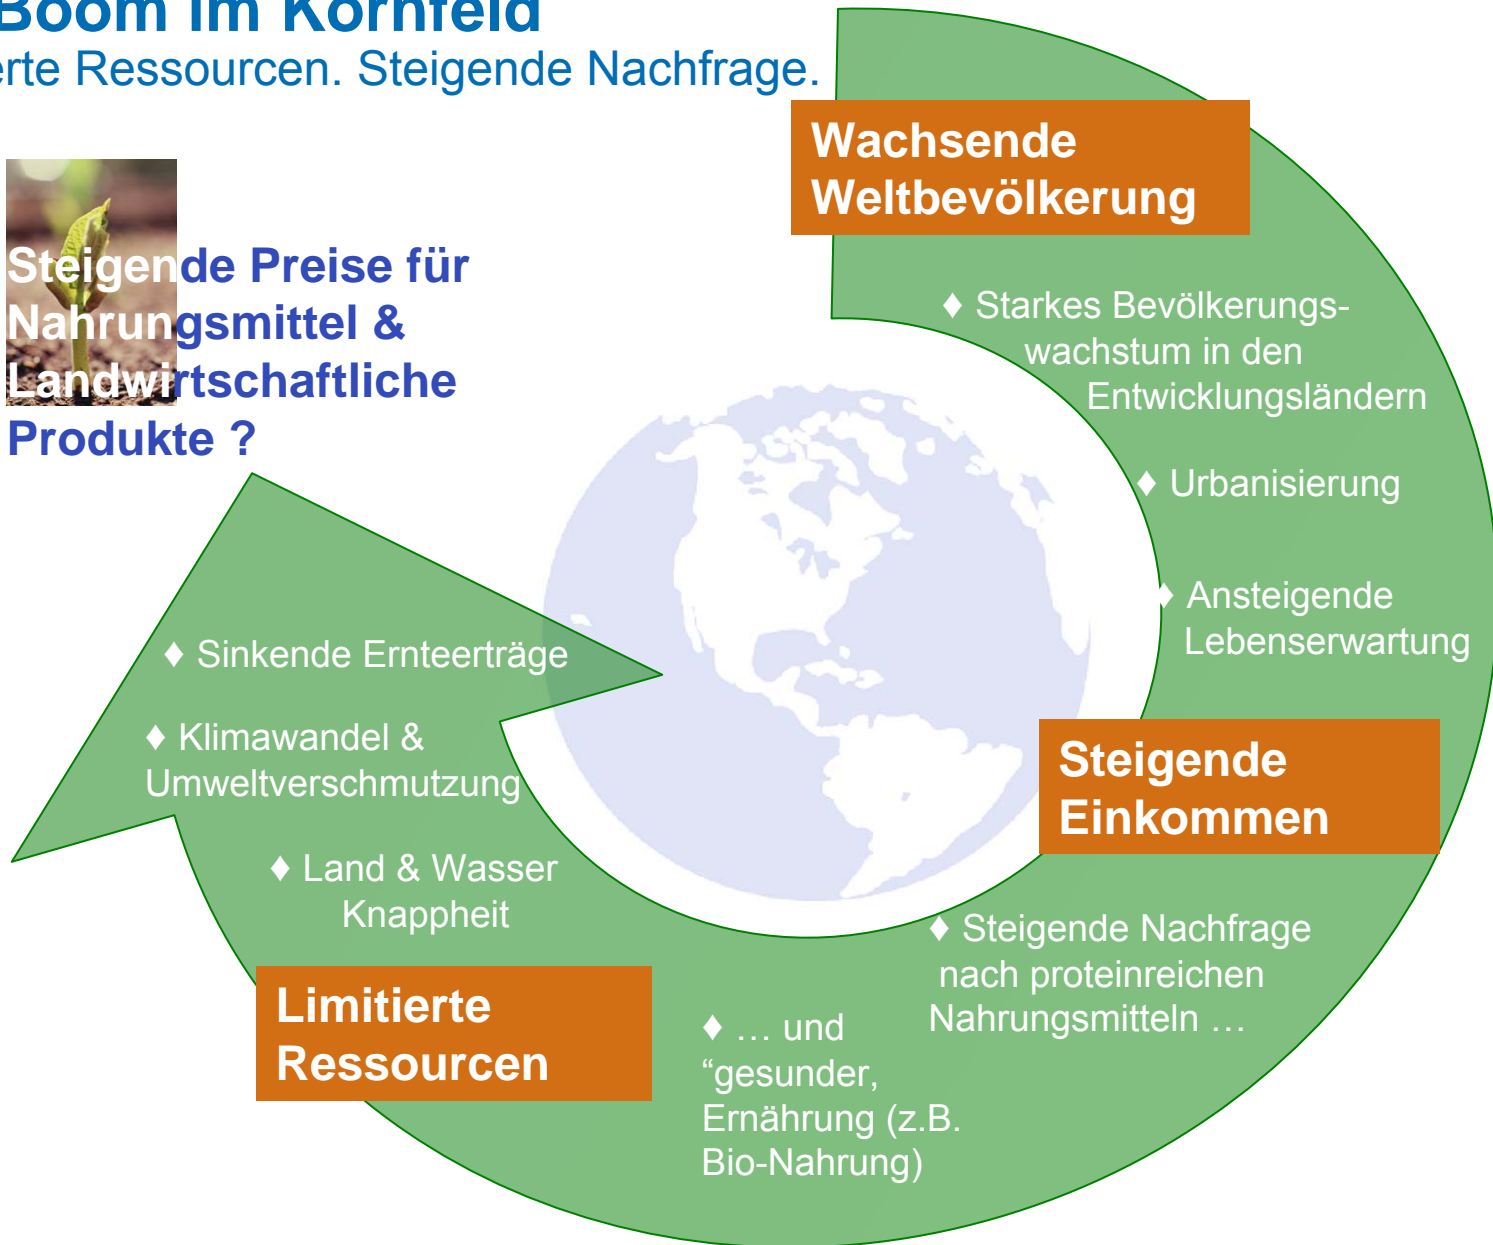 Boom im Kornfeld
erte Ressourcen. Steigende Nachfrage.
Wachsende
Weltbevölkerung
Steigende Preise für
Nahrungsmittel &
Landwirtschaftliche
Produkte ?
♦ Starkes Bevölkerungs-
wachstum in den
Entwicklungsländern
♦ Urbanisierung
♦ Ansteigende
Lebenserwartung
Steigende
Einkommen
♦ Steigende Nachfrage
nach proteinreichen
Nahrungsmitteln …
♦ … und
“gesunder,
Ernährung (z.B.
Bio-Nahrung)
Limitierte
Ressourcen
♦ Land & Wasser
Knappheit
♦ Klimawandel &
Umweltverschmutzung
♦ Sinkende Ernteerträge